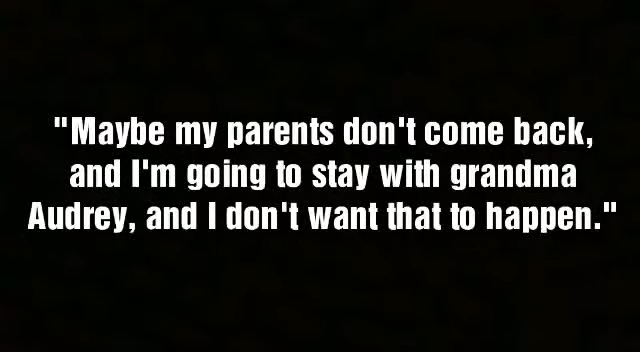 "Maybe my parents don't come back,
and I'm going to stay with grandma
Audrey, and I don't want that to happen."